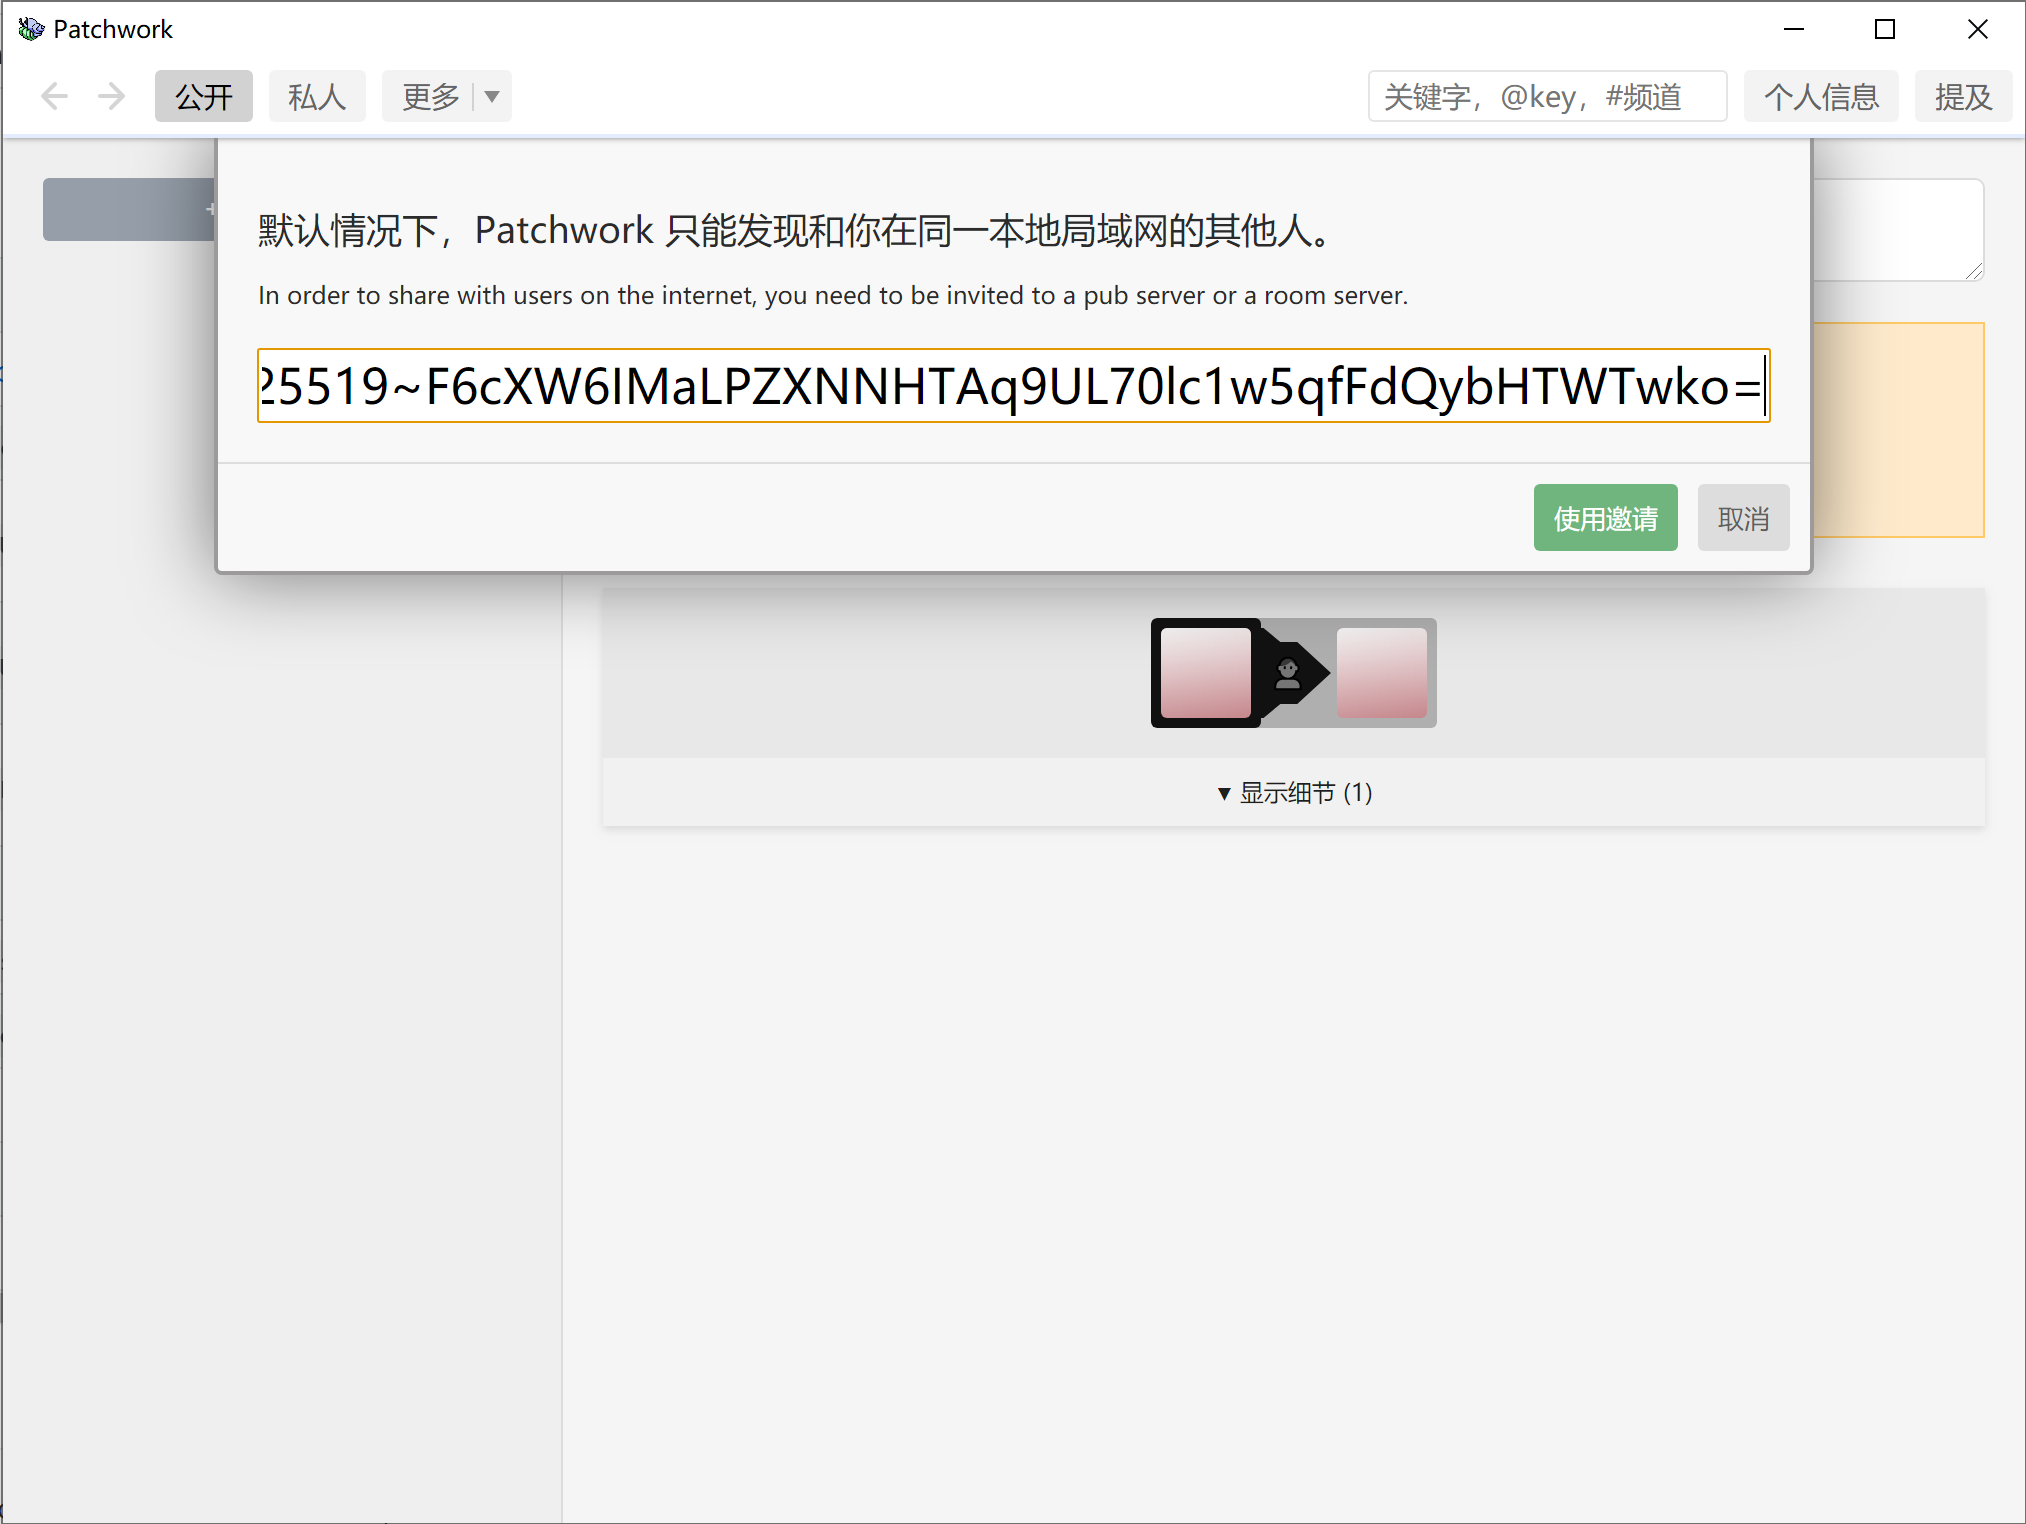 Patchwork
公开 私人 更多 ▼ 关键字，@key，#频道 个人信息 提及
+
默认情况下，Patchwork 只能发现和你在同一本地局域网的其他人。
In order to share with users on the internet, you need to be invited to a pub server or a room server.
25519~F6cXW6IMaLPZXNNHTAq9UL70lc1w5qfFdQybHTWTwko=
使用邀请 取消
▼ 显示细节 (1)